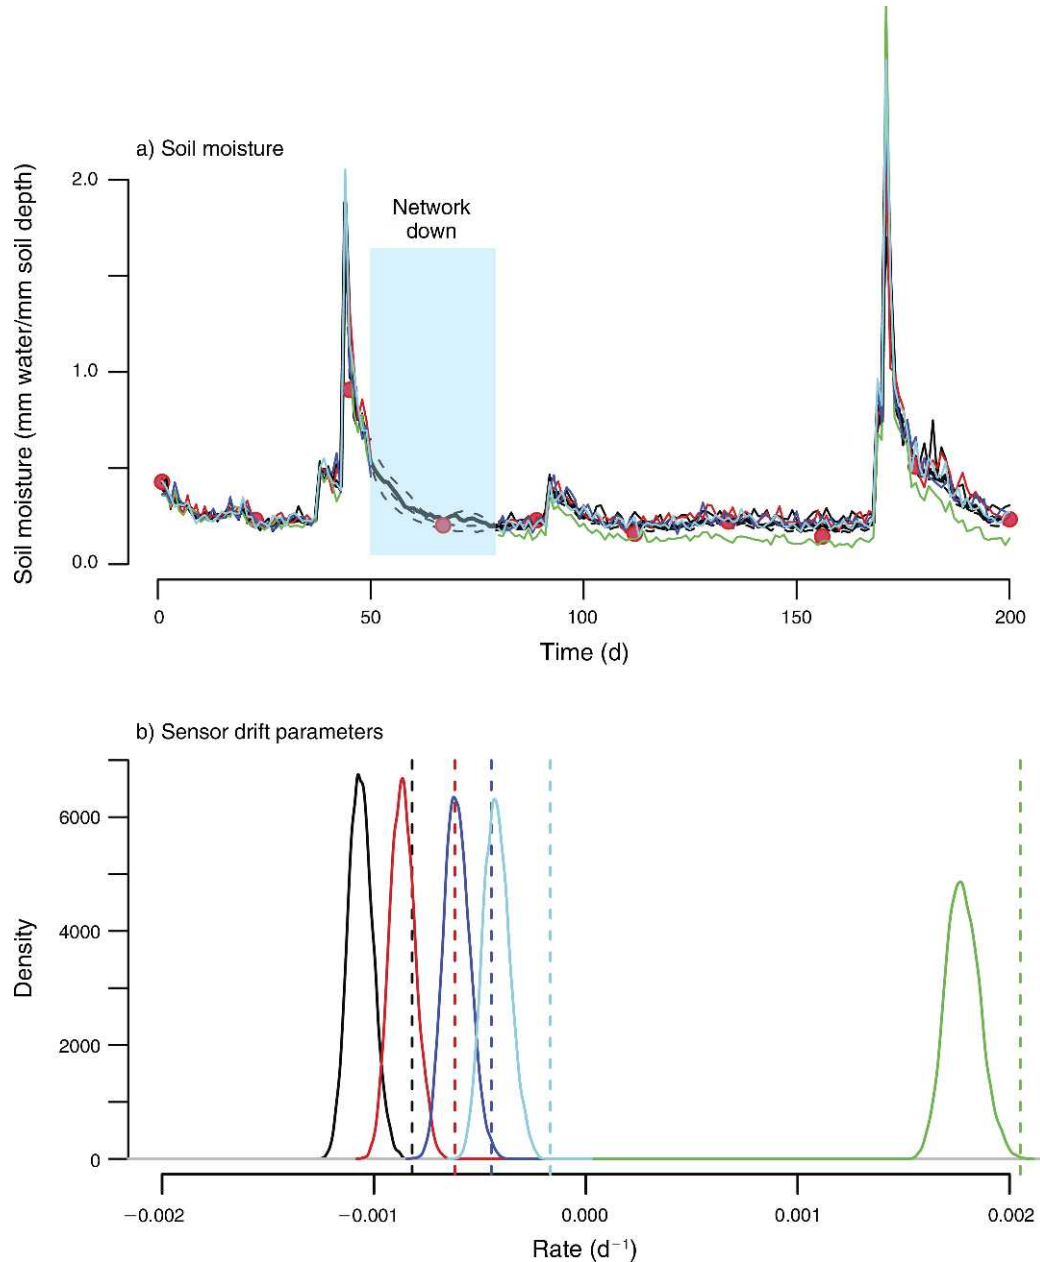 a) Soil moisture
Soil moisture (mm water/mm soil depth)
2.0
1.0
0.0
Network
down
0
50
100
150
200
Time (d)
b) Sensor drift parameters
Density
6000
4000
2000
0
−0.002
−0.001
0.000
0.001
0.002
Rate (d⁻¹)